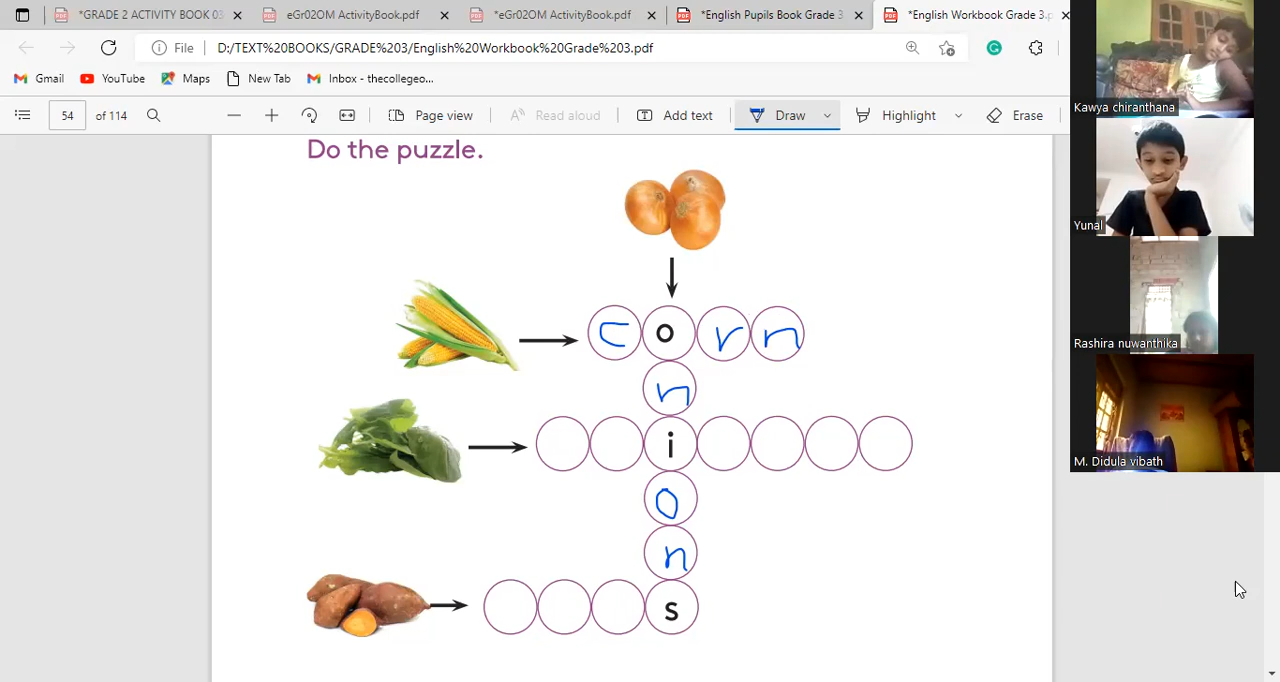 *GRADE 2 ACTIVITY BOOK 03
eGr02OM ActivityBook.pdf
*eGr02OM ActivityBook.pdf
*English Pupils Book Grade 3
*English Workbook Grade 3.p
File D:/TEXT%20BOOKS/GRADE%203/English%20Workbook%20Grade%203.pdf
Gmail YouTube Maps New Tab Inbox - thecollegeo...
54 of 114 Page view Read aloud Add text Draw Highlight Erase
Do the puzzle.
corn
n
i
o
n
s
Kawya chiranthana
Yunal
Rashira nuwanthika
M. Didula vibath